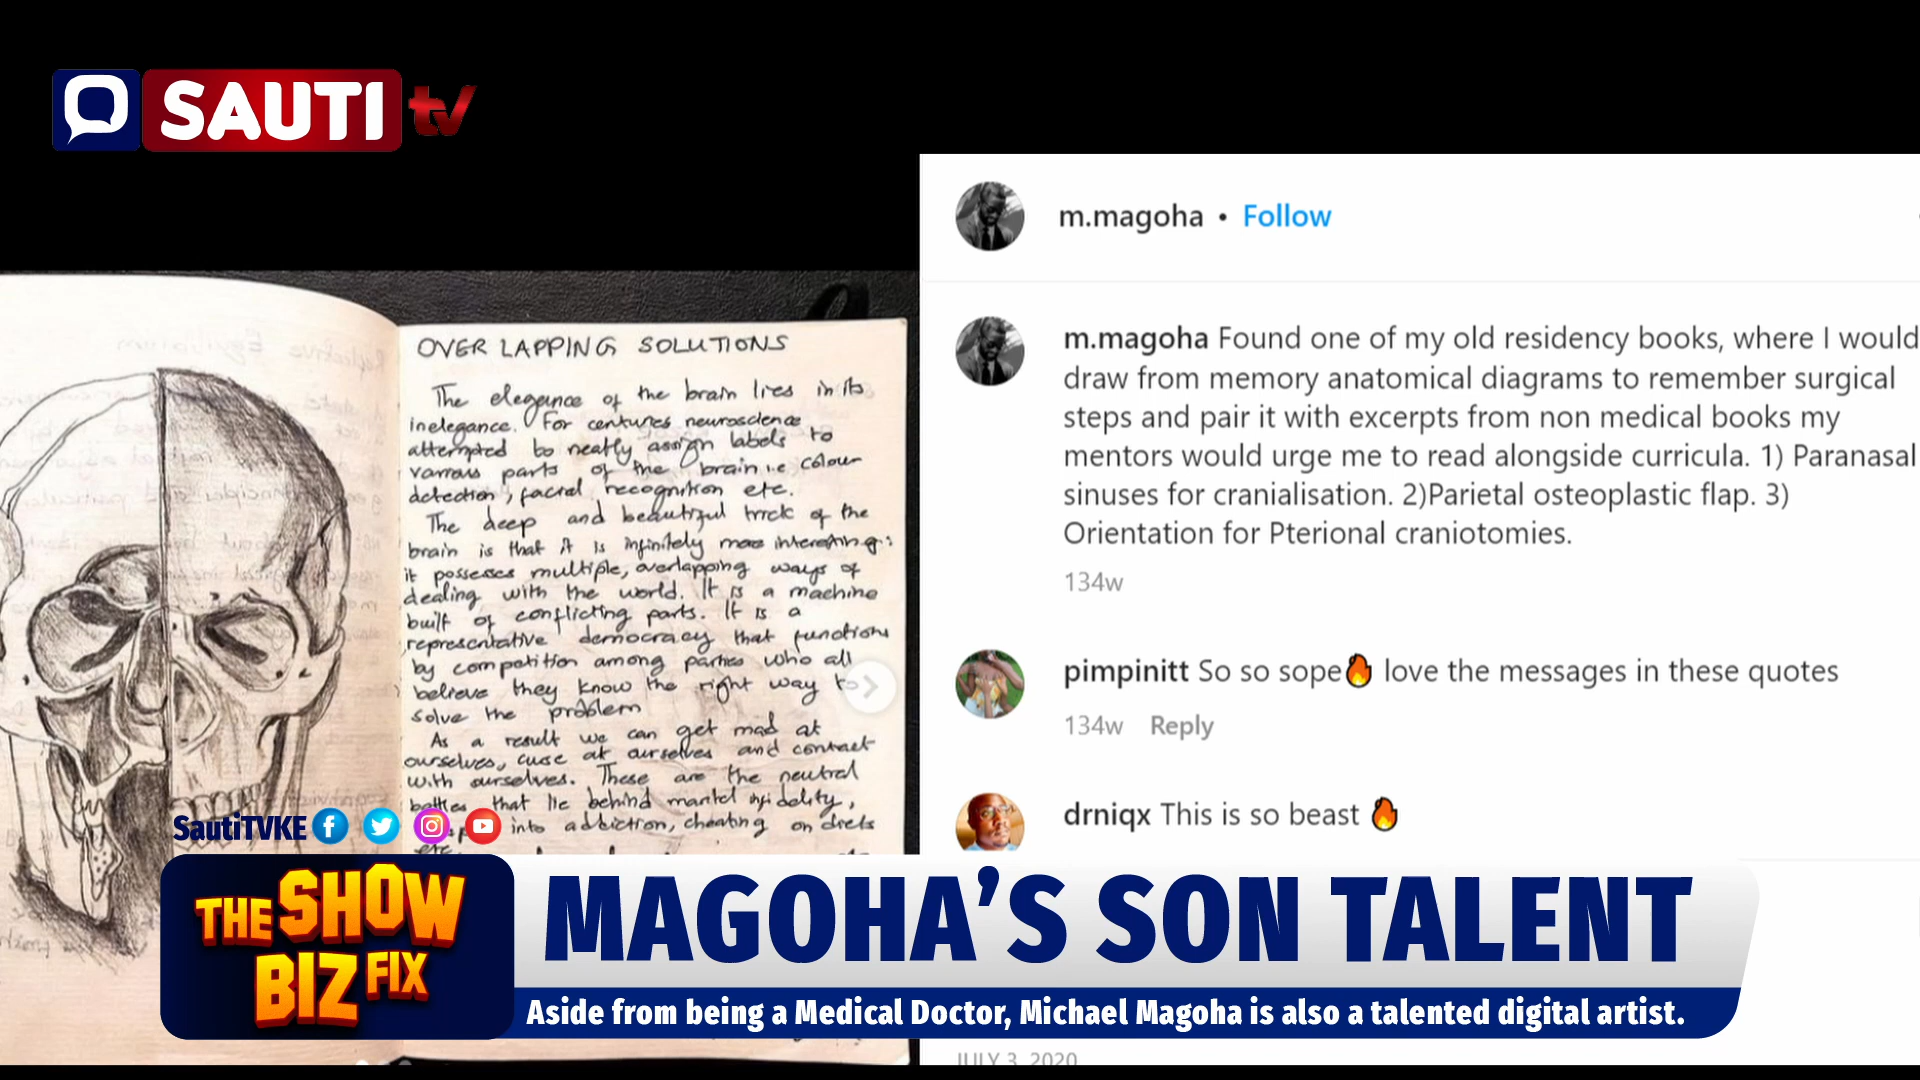 SAUTI tv
OVERLAPPING SOLUTIONS
The elegance of the brain lies in its
inelegance. For centuries neuroscience
attempted to neatly assign labels to
various parts of the brain i.e colour
detection, facial recognition etc.
The deep and beautiful trick of the
brain is that it is infinitely more interesting:
it possesses multiple, overlapping ways of
dealing with the world. It is a machine
built of conflicting parts. It is a
representative democracy that functions
by competition among parties who all
believe they know the right way to
solve the problem
As a result we can get mad at
ourselves, curse at ourselves and contract
with ourselves. These are the neutral
battles that lie behind marital infidelity,
into addiction, cheating on diets
etc
m.magoha • Follow
m.magoha Found one of my old residency books, where I would
draw from memory anatomical diagrams to remember surgical
steps and pair it with excerpts from non medical books my
mentors would urge me to read alongside curricula. 1) Paranasal
sinuses for cranialisation. 2)Parietal osteoplastic flap. 3)
Orientation for Pterional craniotomies.
134w
pimpinitt So so sope🔥 love the messages in these quotes
134w Reply
drniqx This is so beast 🔥
SautiTVKE
THE SHOW
BIZ FIX
MAGOHA'S SON TALENT
Aside from being a Medical Doctor, Michael Magoha is also a talented digital artist.
JULY 3, 2020